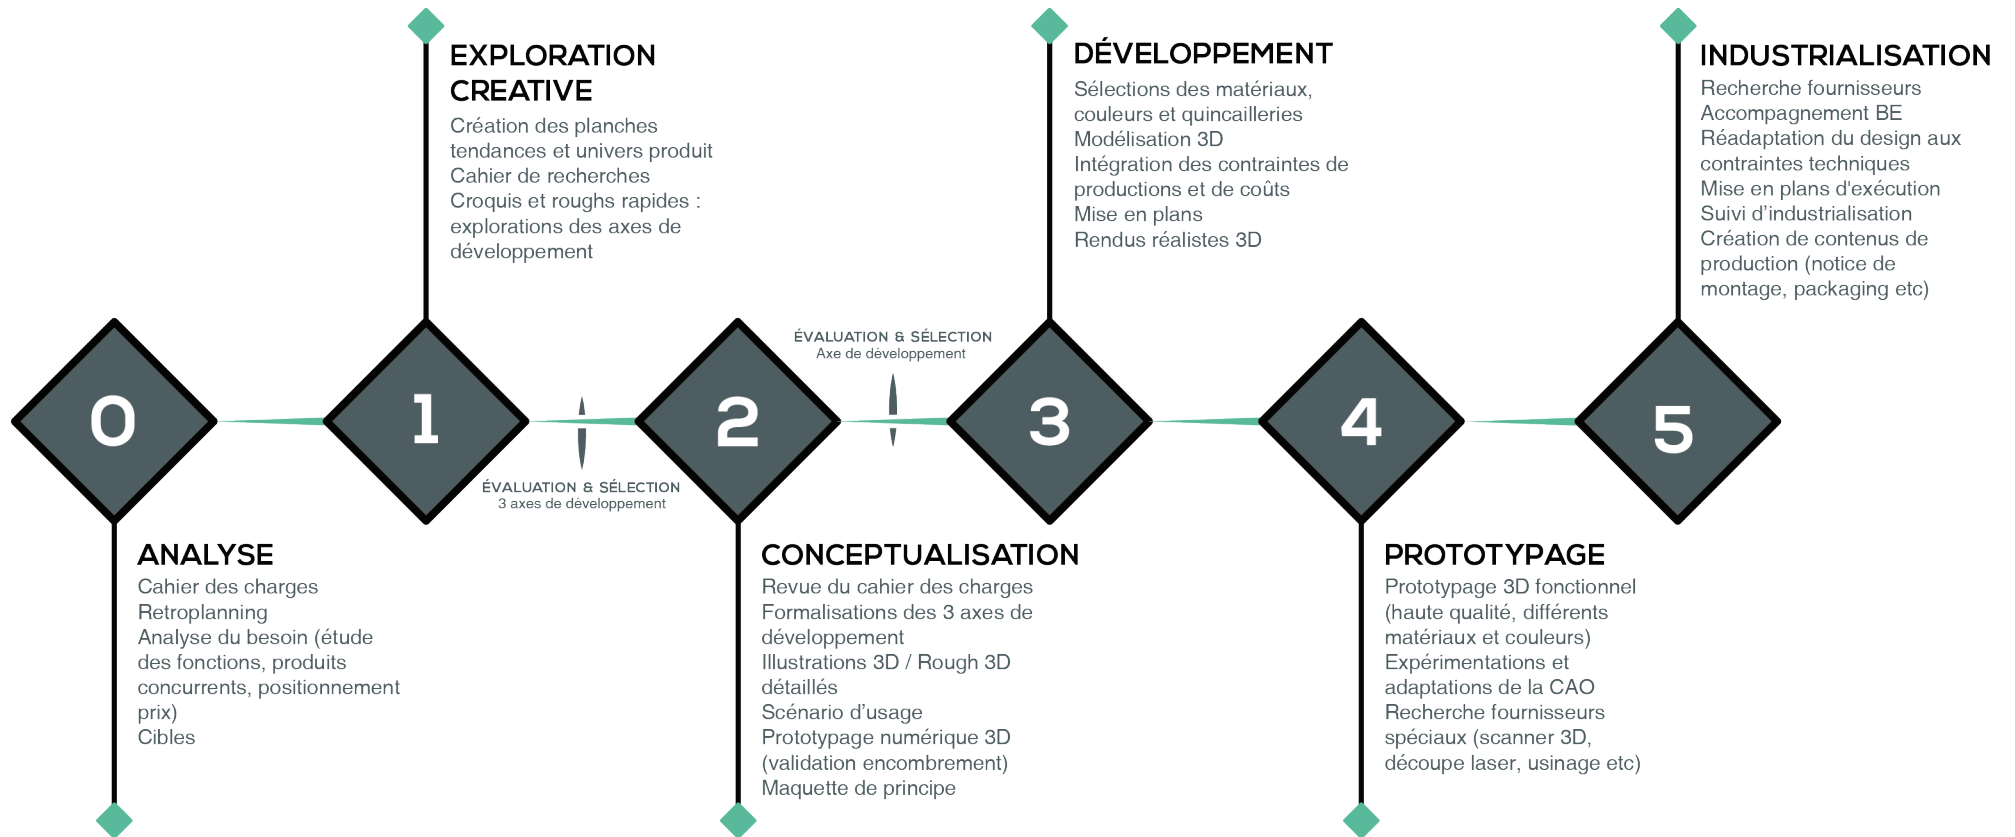 0
ANALYSE
Cahier des charges
Retroplanning
Analyse du besoin (étude
des fonctions, produits
concurrents, positionnement
prix)
Cibles
1
EXPLORATION
CREATIVE
Création des planches
tendances et univers produit
Cahier de recherches
Croquis et roughs rapides :
explorations des axes de
développement
ÉVALUATION & SÉLECTION
3 axes de développement
2
CONCEPTUALISATION
Revue du cahier des charges
Formalisations des 3 axes de
développement
Illustrations 3D / Rough 3D
détaillés
Scénario d’usage
Prototypage numérique 3D
(validation encombrement)
Maquette de principe
ÉVALUATION & SÉLECTION
Axe de développement
3
DÉVELOPPEMENT
Sélections des matériaux,
couleurs et quincailleries
Modélisation 3D
Intégration des contraintes de
productions et de coûts
Mise en plans
Rendus réalistes 3D
4
PROTOTYPAGE
Prototypage 3D fonctionnel
(haute qualité, différents
matériaux et couleurs)
Expérimentations et
adaptations de la CAO
Recherche fournisseurs
spéciaux (scanner 3D,
découpe laser, usinage etc)
5
INDUSTRIALISATION
Recherche fournisseurs
Accompagnement BE
Réadaptation du design aux
contraintes techniques
Mise en plans d'exécution
Suivi d’industrialisation
Création de contenus de
production (notice de
montage, packaging etc)